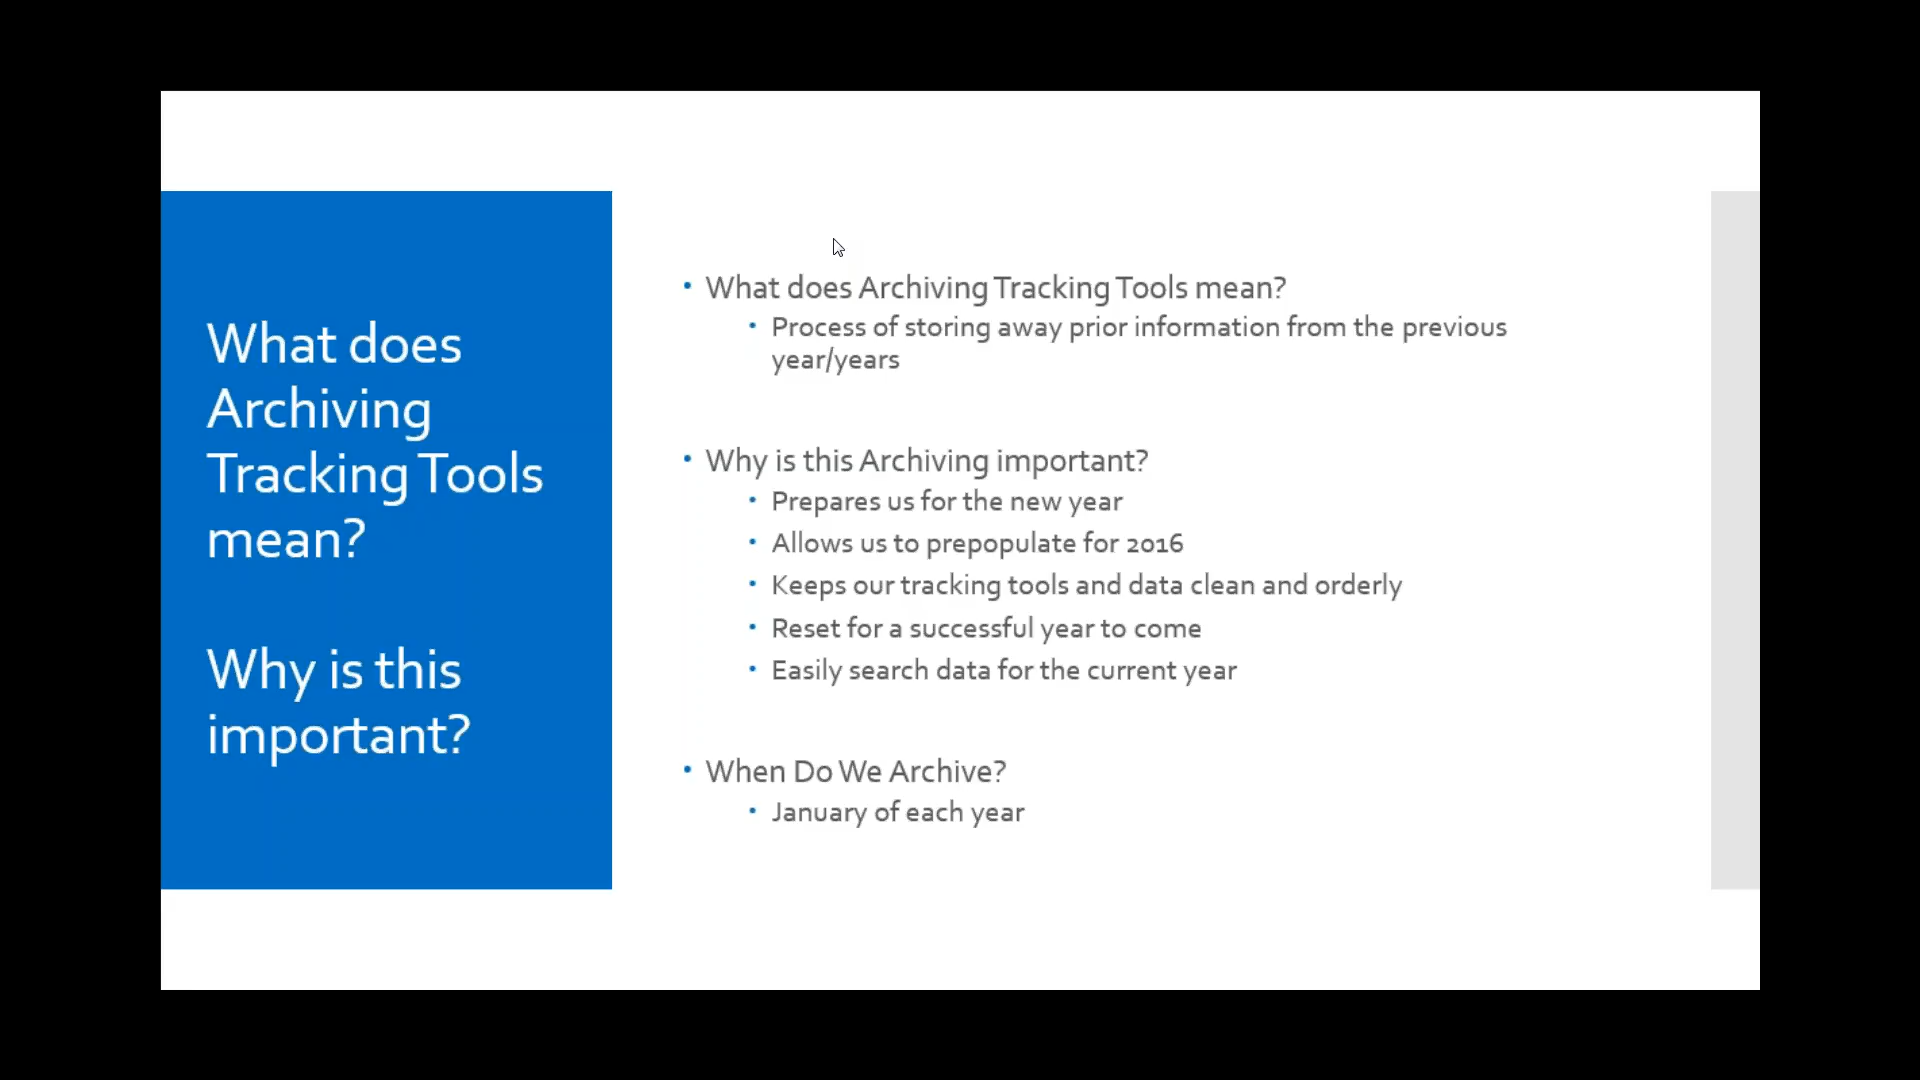 What does
Archiving
Tracking Tools
mean?
Why is this
important?
• What does Archiving Tracking Tools mean?
• Process of storing away prior information from the previous
year/years
• Why is this Archiving important?
• Prepares us for the new year
• Allows us to prepopulate for 2016
• Keeps our tracking tools and data clean and orderly
• Reset for a successful year to come
• Easily search data for the current year
• When Do We Archive?
• January of each year